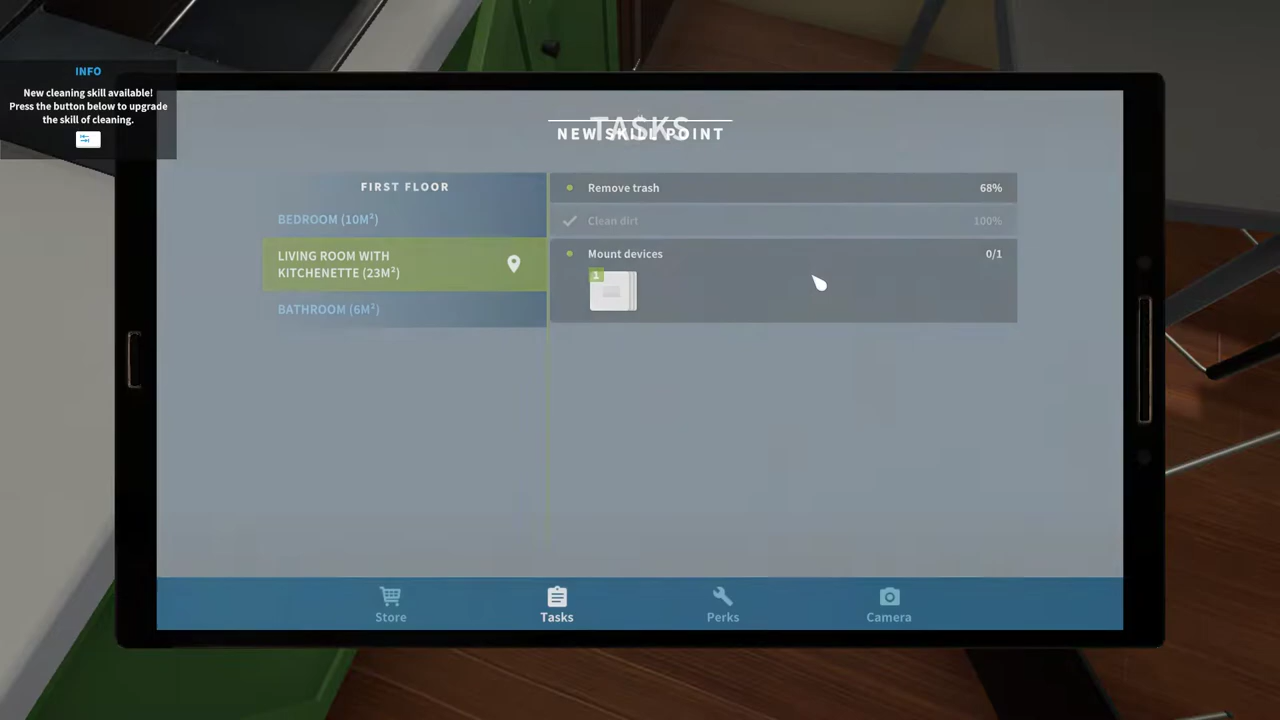 INFO
New cleaning skill available!
Press the button below to upgrade
the skill of cleaning.
TASKS
NEW SKILL POINT
FIRST FLOOR
BEDROOM (10M²)
LIVING ROOM WITH
KITCHENETTE (23M²)
BATHROOM (6M²)
Remove trash 68%
Clean dirt 100%
Mount devices 0/1
1
Store
Tasks
Perks
Camera